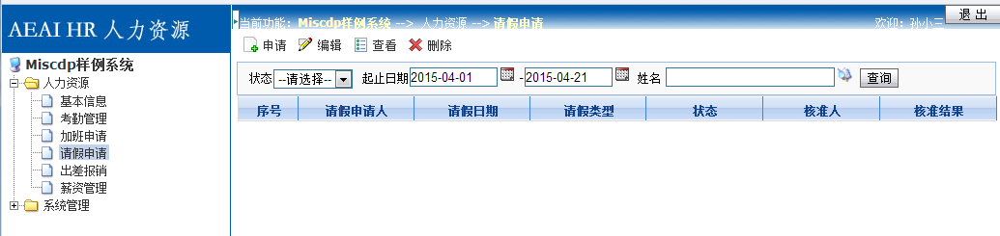 AEAI HR 人力资源
当前功能：Miscdp样例系统 --> 人力资源 --> 请假申请
欢迎：孙小三
退 出
申请 编辑 查看 删除
Miscdp样例系统
人力资源
基本信息
考勤管理
加班申请
请假申请
出差报销
薪资管理
系统管理
状态 --请选择-- 起止日期 2015-04-01 - 2015-04-21 姓名 查询
序号 请假申请人 请假日期 请假类型 状态 核准人 核准结果